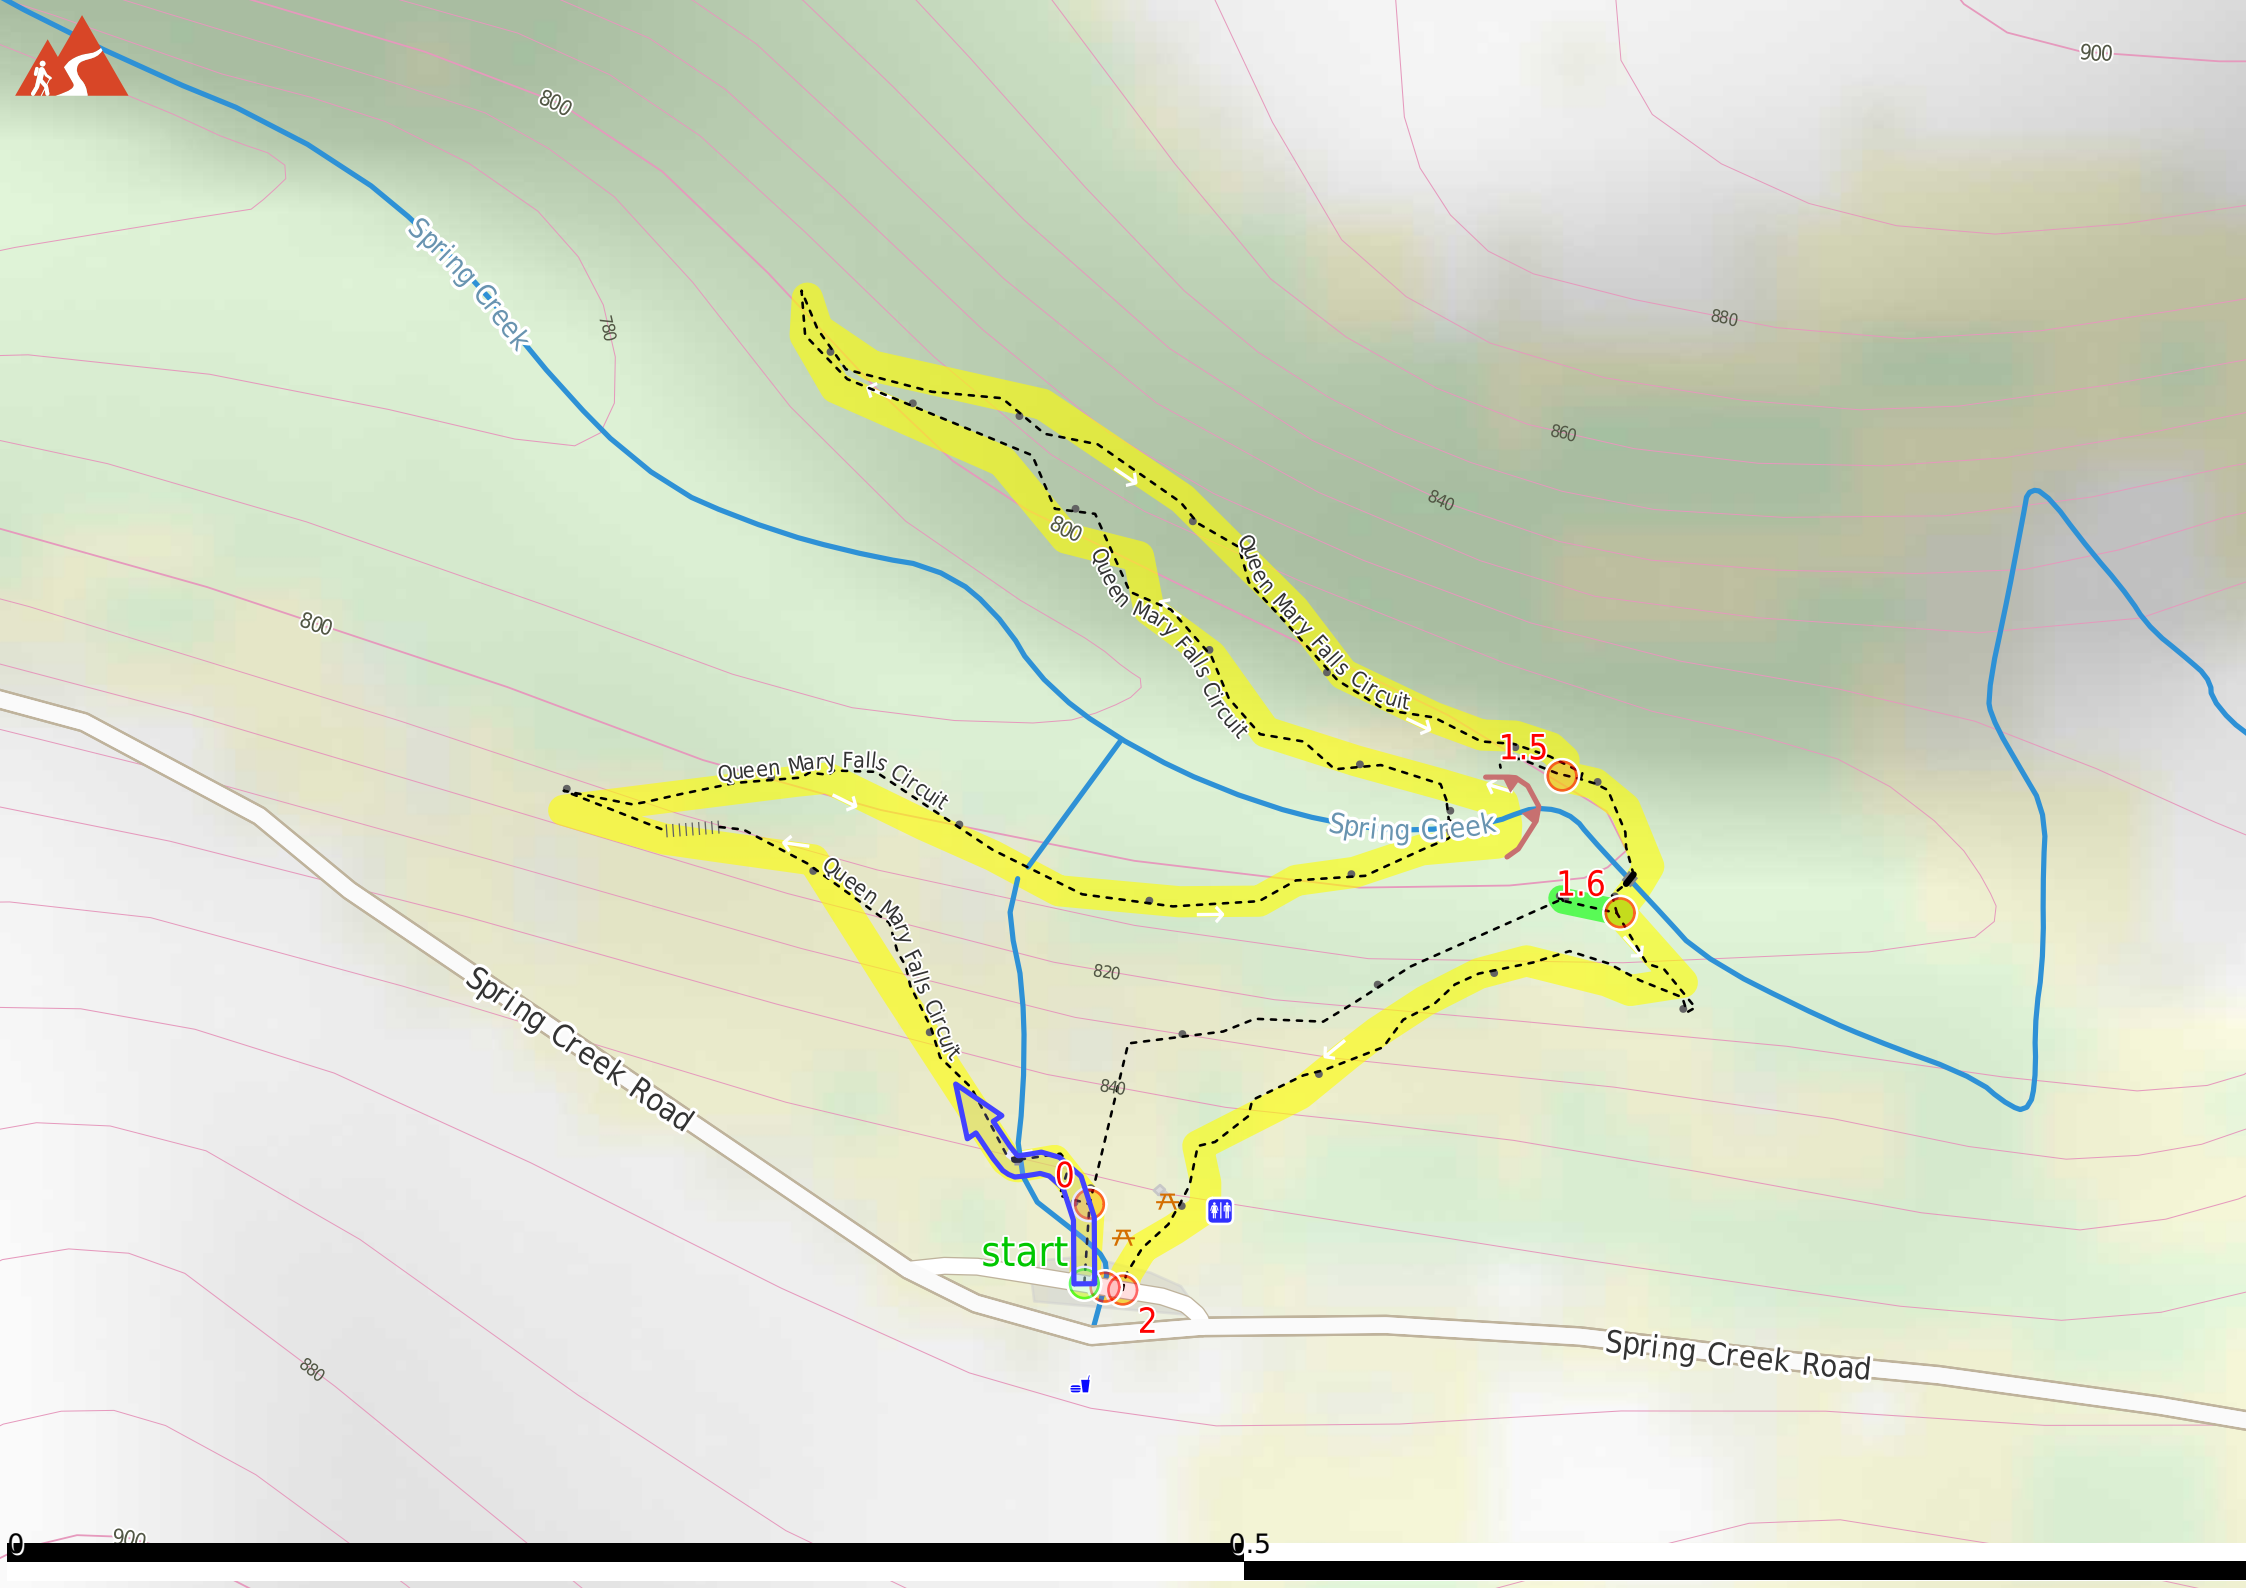 900
800
Spring Creek
780
880
860
840
800
Queen Mary Falls Circuit
Queen Mary Falls Circuit
800
1.5
Queen Mary Falls Circuit
Spring Creek
Queen Mary Falls Circuit
1.6
820
Spring Creek Road
840
0
start
2
Spring Creek Road
880
900
0
0.5